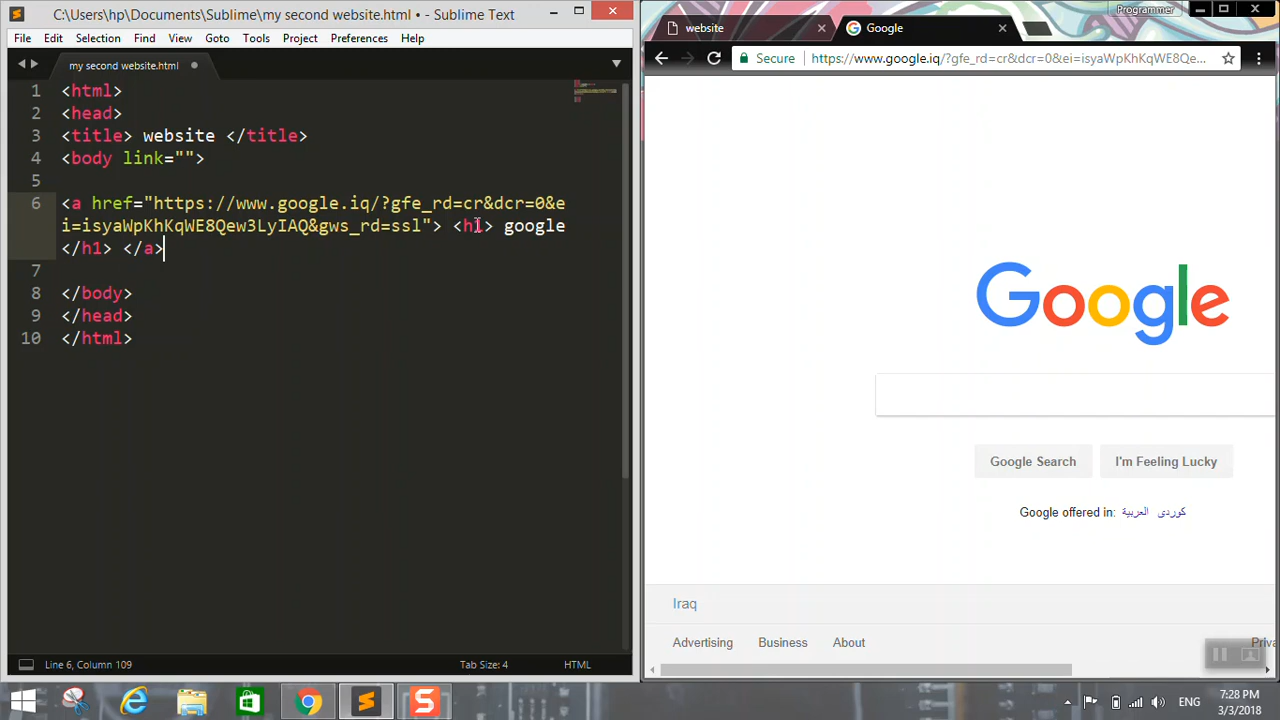 C:\Users\hp\Documents\Sublime\my second website.html • - Sublime Text
File Edit Selection Find View Goto Tools Project Preferences Help
my second website.html
1 <html>
2 <head>
3 <title> website </title>
4 <body link="">
5
6 <a href="https://www.google.iq/?gfe_rd=cr&dcr=0&e
i=isyaWpKhKqWE8Qew3LyIAQ&gws_rd=ssl"> <h1> google
</h1> </a>
7
8 </body>
9 </head>
10 </html>
Line 6, Column 109 Tab Size: 4 HTML
Programmer
website Google
Secure https://www.google.iq/?gfe_rd=cr&dcr=0&ei=isyaWpKhKqWE8Qe...
Google
Google Search I'm Feeling Lucky
Google offered in: العربية كوردی
Iraq
Advertising Business About Priva
ENG
7:28 PM
3/3/2018